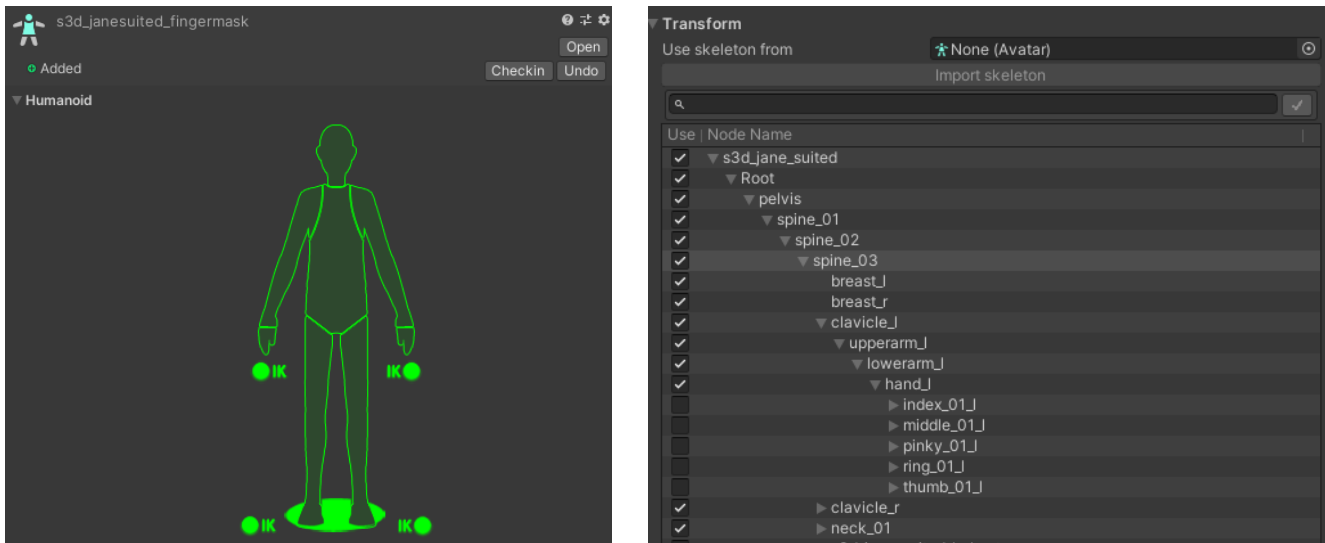 s3d_janesuited_fingermask
Open
Added
Checkin Undo
Humanoid
IK IK
IK IK
Transform
Use skeleton from None (Avatar)
Import skeleton
Use Node Name
s3d_jane_suited
Root
pelvis
spine_01
spine_02
spine_03
breast_l
breast_r
clavicle_l
upperarm_l
lowerarm_l
hand_l
index_01_l
middle_01_l
pinky_01_l
ring_01_l
thumb_01_l
clavicle_r
neck_01